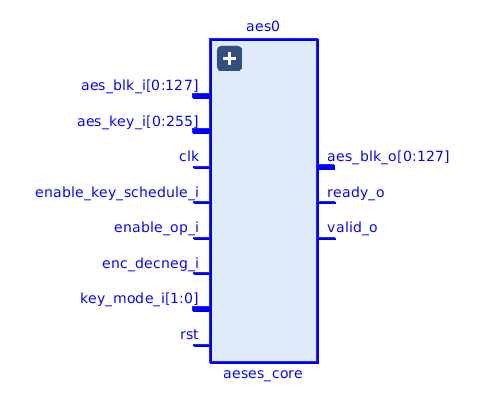 aes0
aes_blk_i[0:127]
aes_key_i[0:255]
clk
aes_blk_o[0:127]
enable_key_schedule_i
ready_o
enable_op_i
valid_o
enc_decneg_i
key_mode_i[1:0]
rst
aeses_core